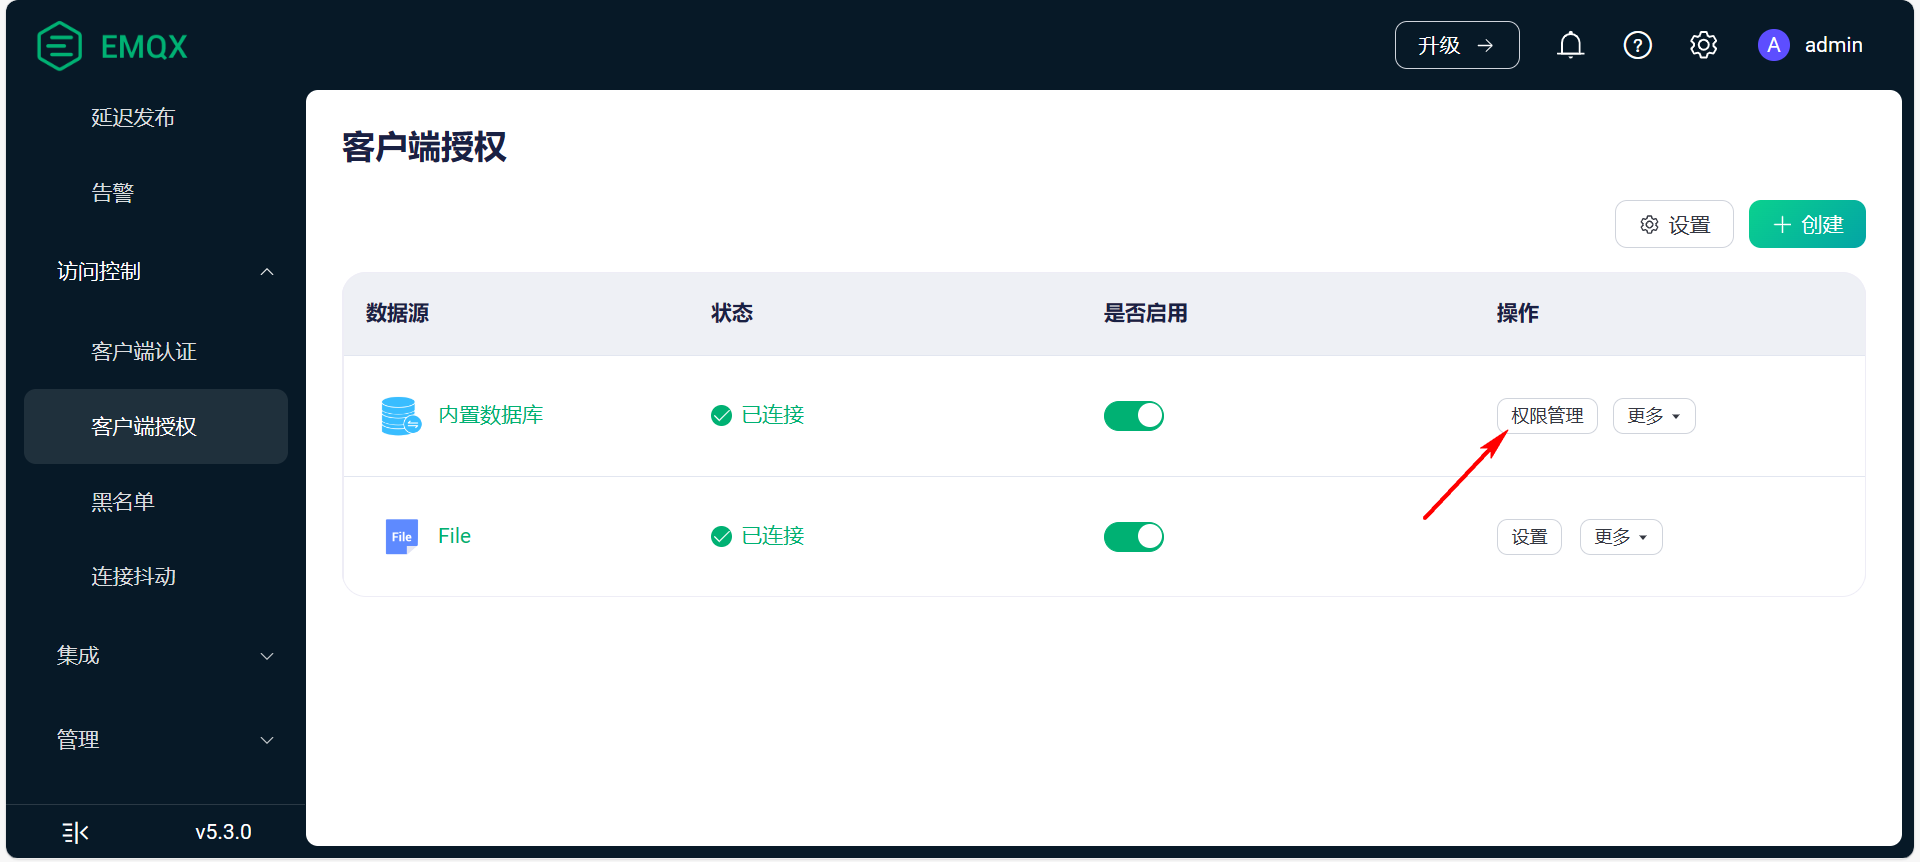 EMQX
升级 →
A admin
延迟发布
告警
访问控制
客户端认证
客户端授权
黑名单
连接抖动
集成
管理
v5.3.0
客户端授权
设置
+ 创建
数据源 状态 是否启用 操作
内置数据库 已连接 权限管理 更多
File File 已连接 设置 更多